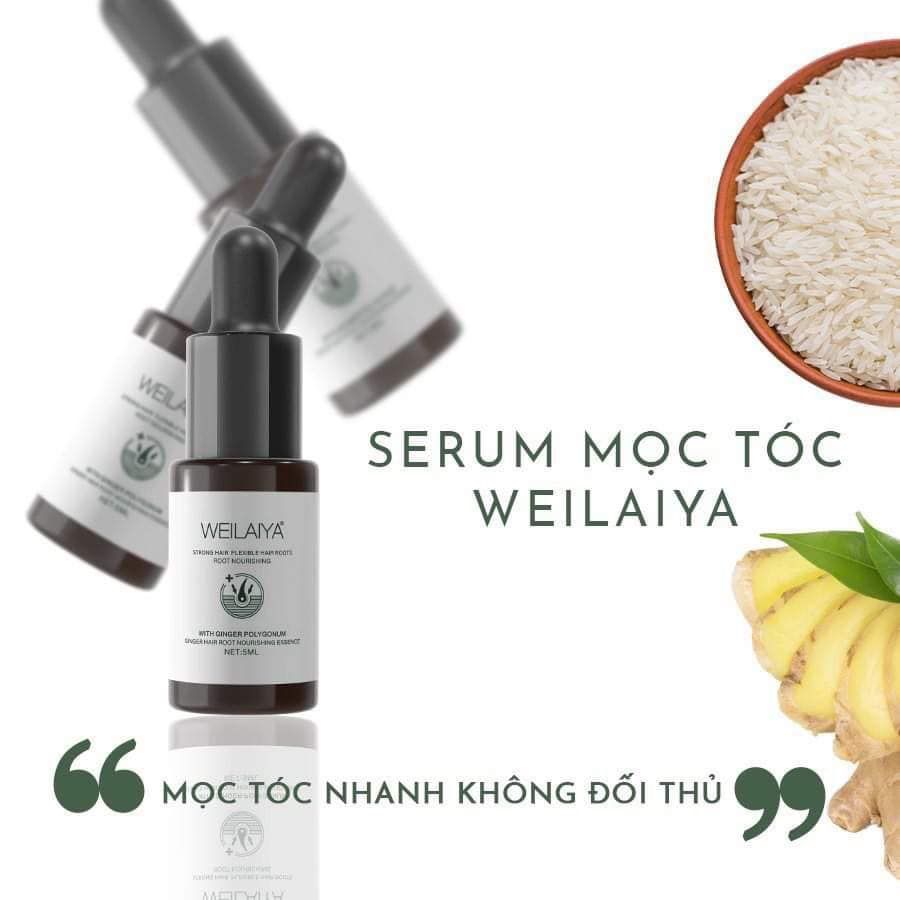 SERUM MỌC TÓC
WEILAIYA
WEILAIYA®
STRONG HAIR FLEXIBLE HAIR ROOTS
ROOT NOURISHING
WITH GINGER POLYGONUM
GINGER HAIR ROOT NOURISHING ESSENCE
NET:5ML
“ MỌC TÓC NHANH KHÔNG ĐỐI THỦ ”